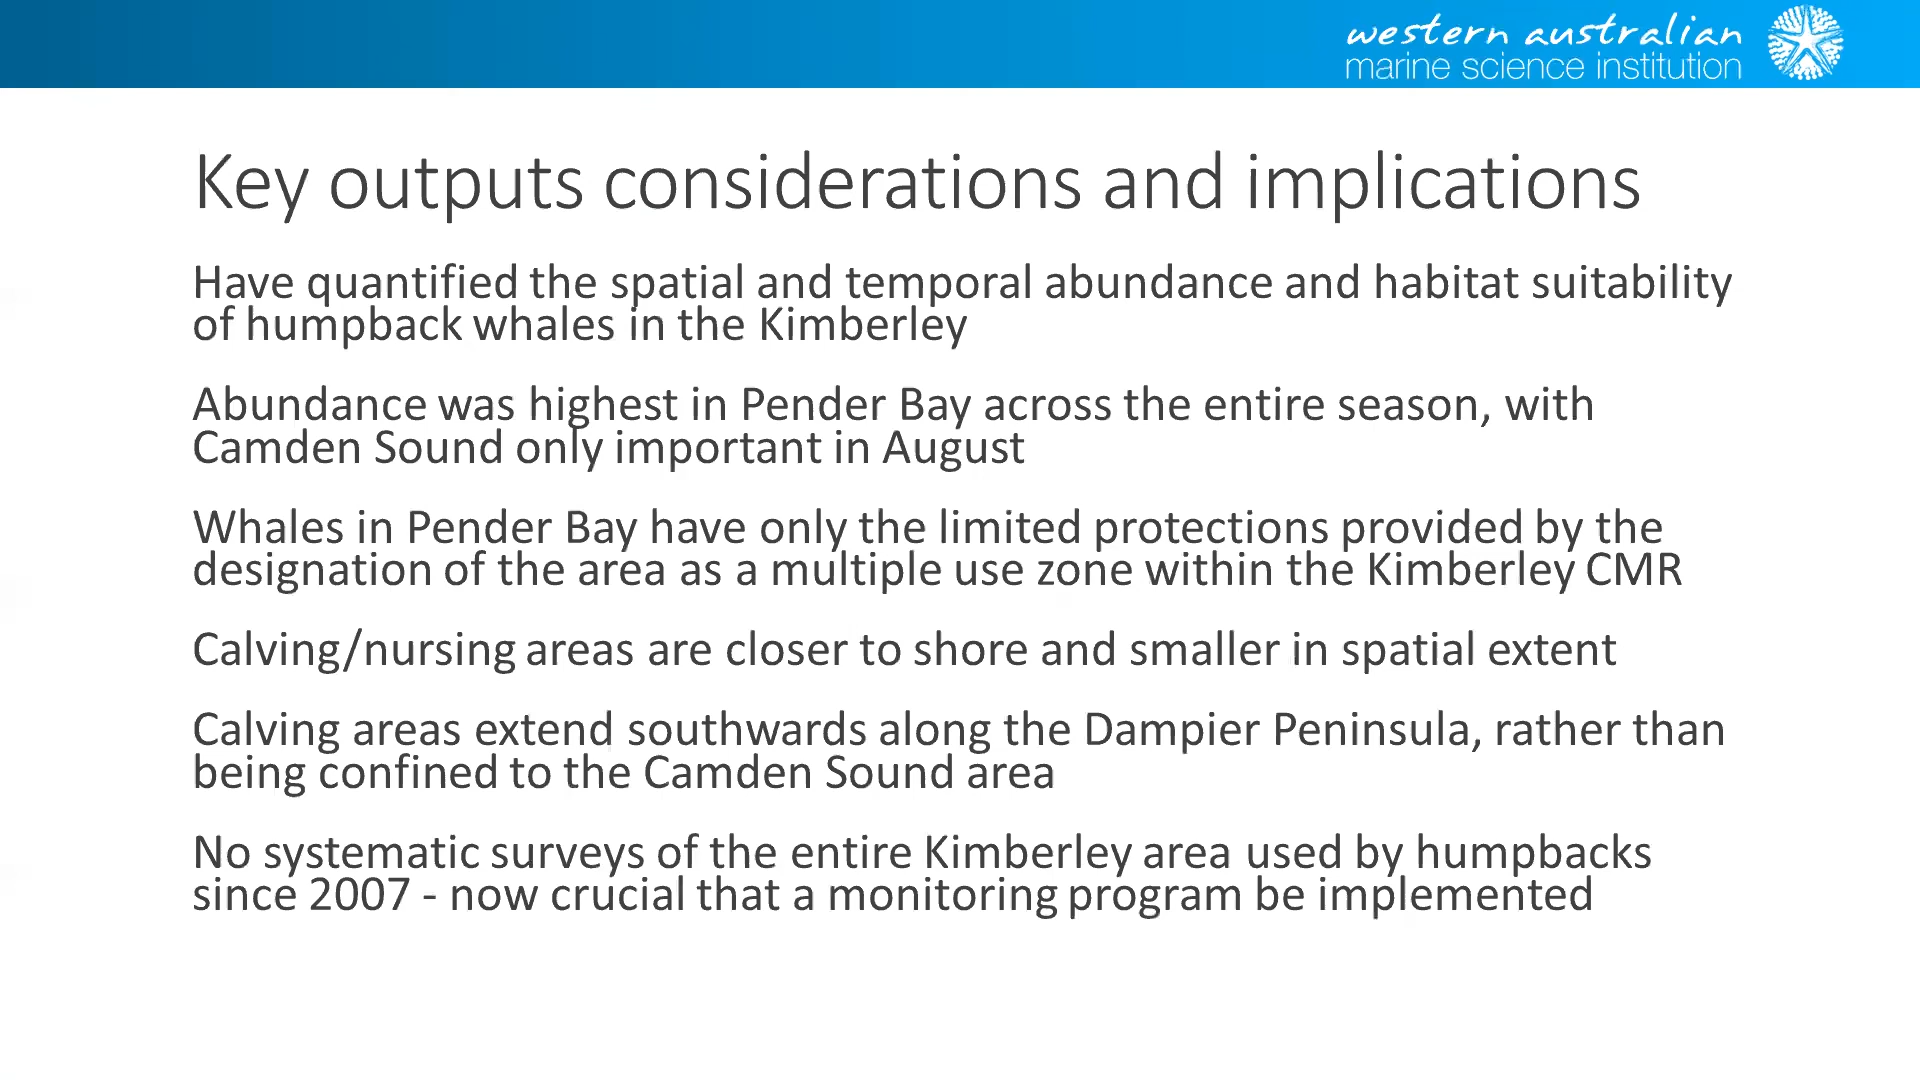 western australian
marine science institution
Key outputs considerations and implications
Have quantified the spatial and temporal abundance and habitat suitability
of humpback whales in the Kimberley
Abundance was highest in Pender Bay across the entire season, with
Camden Sound only important in August
Whales in Pender Bay have only the limited protections provided by the
designation of the area as a multiple use zone within the Kimberley CMR
Calving/nursing areas are closer to shore and smaller in spatial extent
Calving areas extend southwards along the Dampier Peninsula, rather than
being confined to the Camden Sound area
No systematic surveys of the entire Kimberley area used by humpbacks
since 2007 - now crucial that a monitoring program be implemented